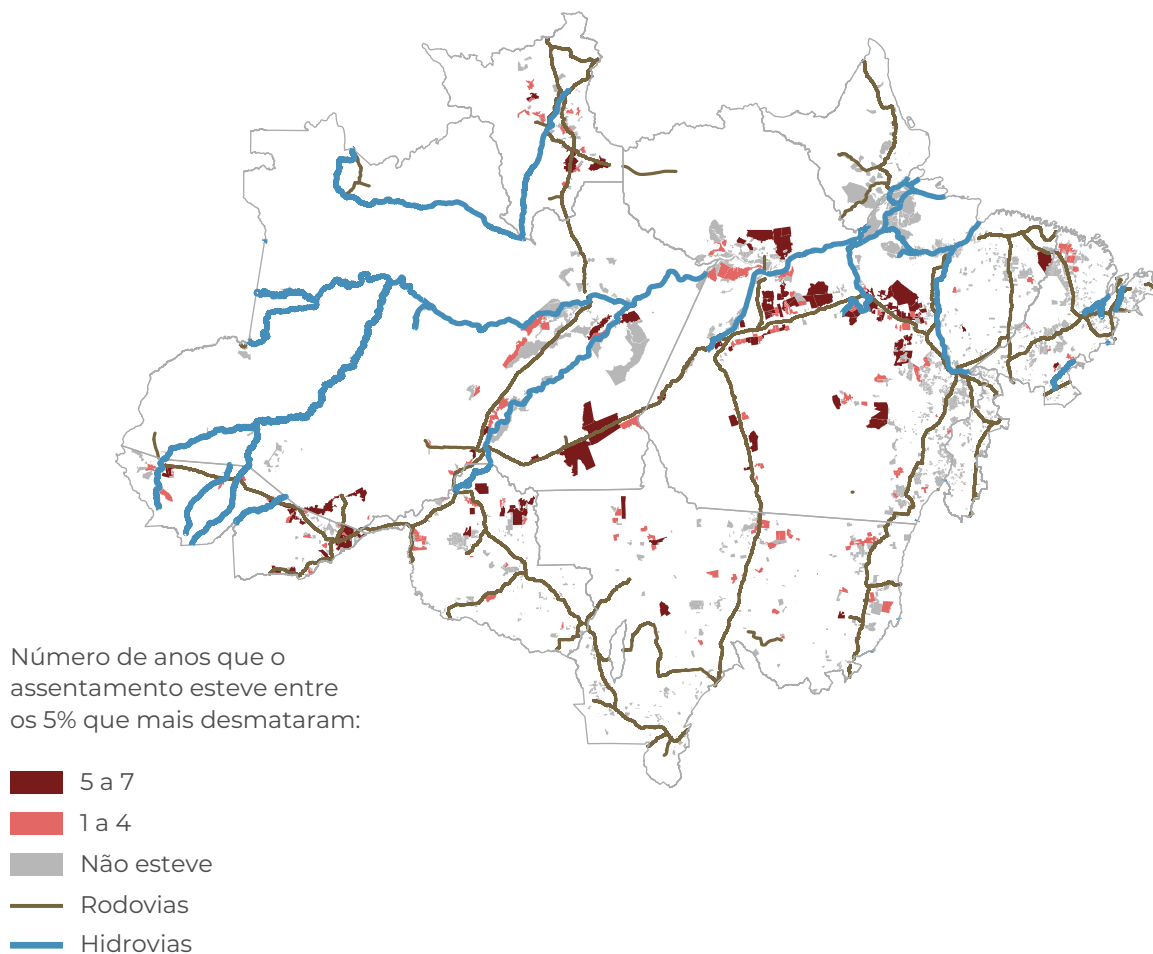 Número de anos que o
assentamento esteve entre
os 5% que mais desmataram:
5 a 7
1 a 4
Não esteve
Rodovias
Hidrovias